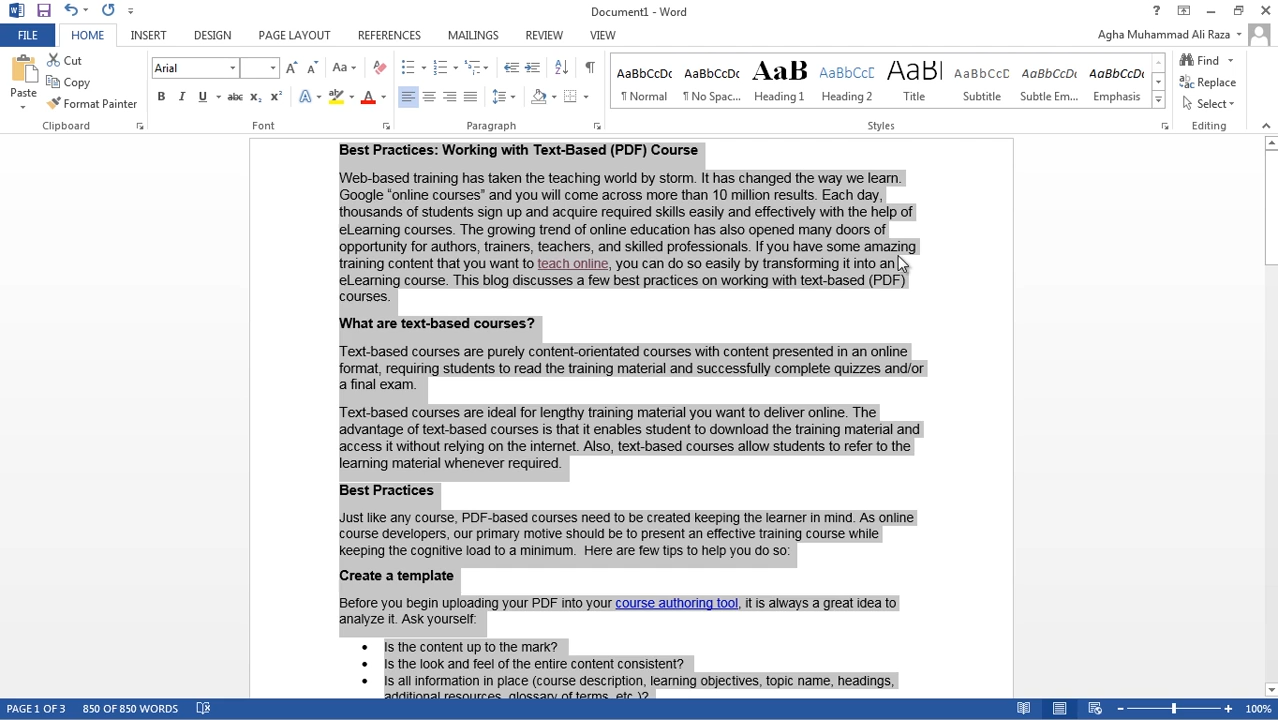 Document1 - Word
FILE HOME INSERT DESIGN PAGE LAYOUT REFERENCES MAILINGS REVIEW VIEW
Agha Muhammad Ali Raza
Paste
Cut
Copy
Format Painter
Clipboard
Arial
Font
Paragraph
AaBbCcDc AaBbCcDc AaB AaBbCcD AaBl AaBbCcD AaBbCcDc AaBbCcDc
¶ Normal ¶ No Spac... Heading 1 Heading 2 Title Subtitle Subtle Em... Emphasis
Styles
Find
Replace
Select
Editing
Best Practices: Working with Text-Based (PDF) Course
Web-based training has taken the teaching world by storm. It has changed the way we learn.
Google “online courses” and you will come across more than 10 million results. Each day,
thousands of students sign up and acquire required skills easily and effectively with the help of
eLearning courses. The growing trend of online education has also opened many doors of
opportunity for authors, trainers, teachers, and skilled professionals. If you have some amazing
training content that you want to teach online, you can do so easily by transforming it into an
eLearning course. This blog discusses a few best practices on working with text-based (PDF)
courses.
What are text-based courses?
Text-based courses are purely content-orientated courses with content presented in an online
format, requiring students to read the training material and successfully complete quizzes and/or
a final exam.
Text-based courses are ideal for lengthy training material you want to deliver online. The
advantage of text-based courses is that it enables student to download the training material and
access it without relying on the internet. Also, text-based courses allow students to refer to the
learning material whenever required.
Best Practices
Just like any course, PDF-based courses need to be created keeping the learner in mind. As online
course developers, our primary motive should be to present an effective training course while
keeping the cognitive load to a minimum.  Here are few tips to help you do so:
Create a template
Before you begin uploading your PDF into your course authoring tool, it is always a great idea to
analyze it. Ask yourself:
• Is the content up to the mark?
• Is the look and feel of the entire content consistent?
• Is all information in place (course description, learning objectives, topic name, headings,
additional resources, glossary of terms, etc.)?
PAGE 1 OF 3 850 OF 850 WORDS
100%